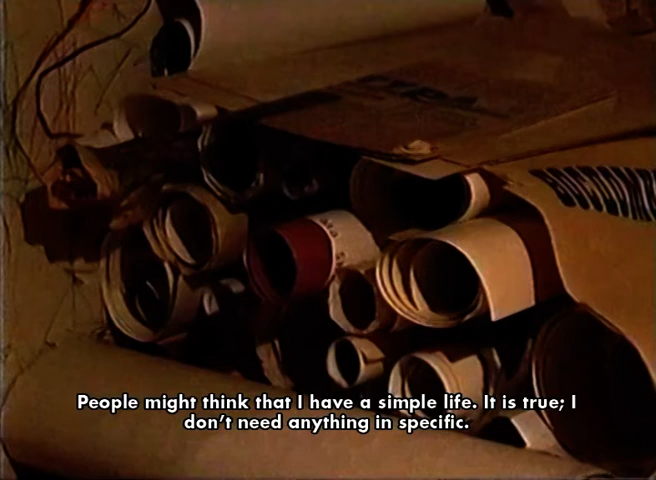 People might think that I have a simple life. It is true; I
don't need anything in specific.